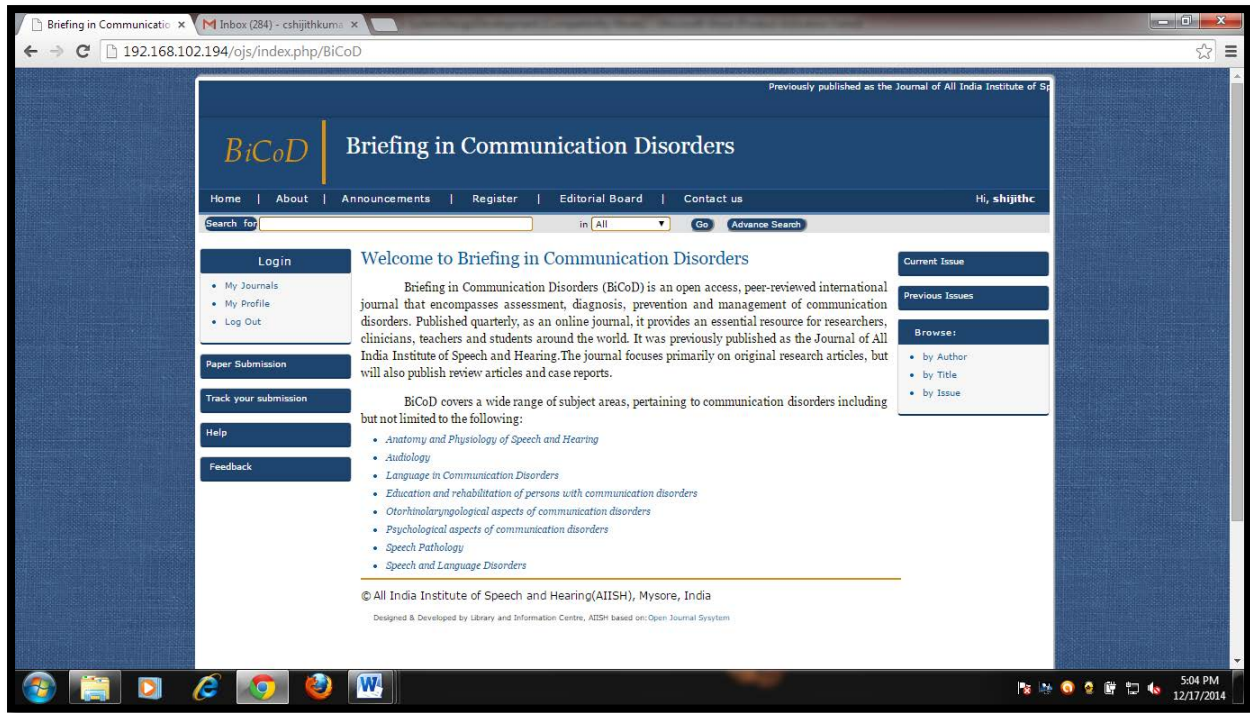 Briefing in Communicatio ×
Inbox (284) - cshijithkuma ×
192.168.102.194/ojs/index.php/BiCoD
Previously published as the Journal of All India Institute of Sp
BiCoD
Briefing in Communication Disorders
Home | About | Announcements | Register | Editorial Board | Contact us
Hi, shijithc
Search for in All Go Advance Search
Login
• My Journals
• My Profile
• Log Out
Paper Submission
Track your submission
Help
Feedback
Welcome to Briefing in Communication Disorders
Briefing in Communication Disorders (BiCoD) is an open access, peer-reviewed international
journal that encompasses assessment, diagnosis, prevention and management of communication
disorders. Published quarterly, as an online journal, it provides an essential resource for researchers,
clinicians, teachers and students around the world. It was previously published as the Journal of All
India Institute of Speech and Hearing.The journal focuses primarily on original research articles, but
will also publish review articles and case reports.
BiCoD covers a wide range of subject areas, pertaining to communication disorders including
but not limited to the following:
• Anatomy and Physiology of Speech and Hearing
• Audiology
• Language in Communication Disorders
• Education and rehabilitation of persons with communication disorders
• Otorhinolaryngological aspects of communication disorders
• Psychological aspects of communication disorders
• Speech Pathology
• Speech and Language Disorders
© All India Institute of Speech and Hearing(AIISH), Mysore, India
Designed & Developed by Library and Information Centre, AIISH based on: Open Journal Sysytem
Current Issue
Previous Issues
Browse:
• by Author
• by Title
• by Issue
5:04 PM
12/17/2014